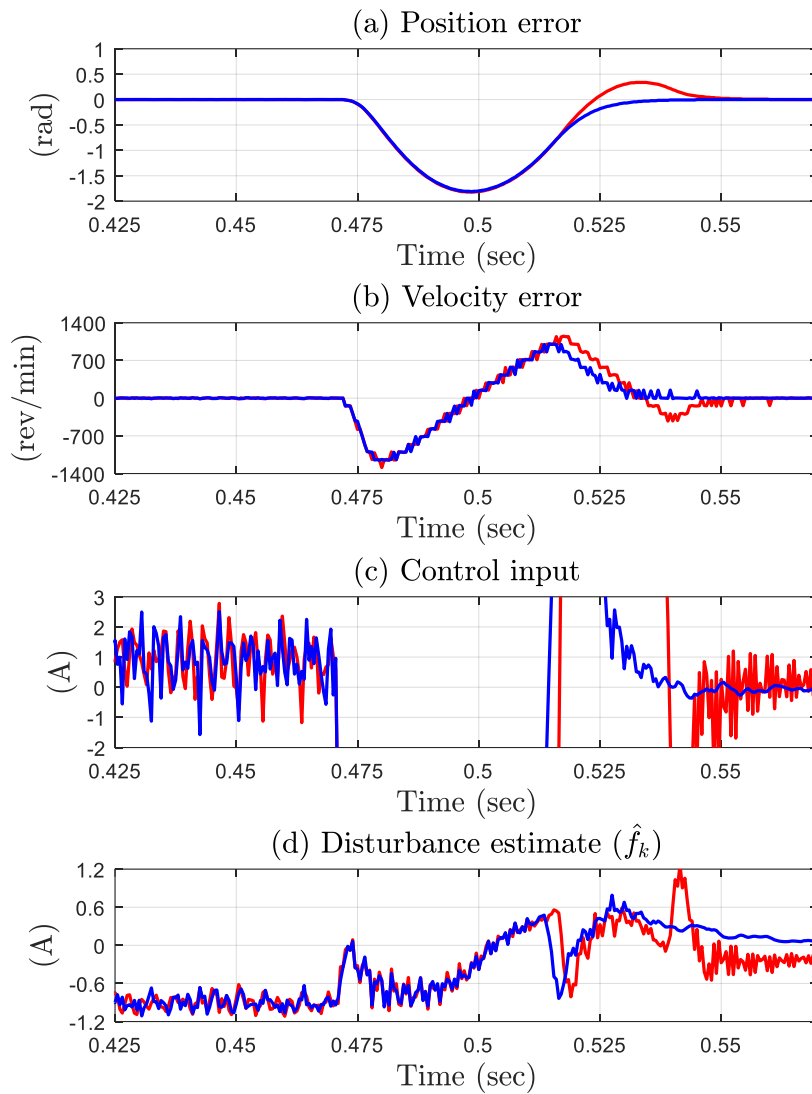 (a) Position error
1
0.5
0
-0.5
-1
-1.5
-2
(rad)
0.425 0.45 0.475 0.5 0.525 0.55
Time (sec)
(b) Velocity error
1400
700
0
-700
-1400
(rev/min)
0.425 0.45 0.475 0.5 0.525 0.55
Time (sec)
(c) Control input
3
2
1
0
-1
-2
(A)
0.425 0.45 0.475 0.5 0.525 0.55
Time (sec)
(d) Disturbance estimate (f̂ₖ)
1.2
0.6
0
-0.6
-1.2
(A)
0.425 0.45 0.475 0.5 0.525 0.55
Time (sec)